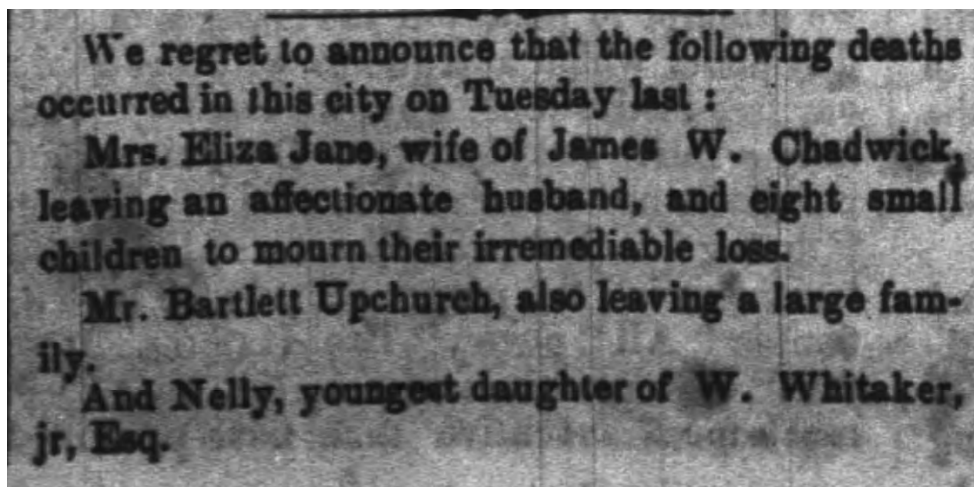 We regret to announce that the following deaths
occurred in this city on Tuesday last :
Mrs. Eliza Jane, wife of James W. Chadwick,
leaving an affectionate husband, and eight small
children to mourn their irremediable loss.
Mr. Bartlett Upchurch, also leaving a large fam-
ily.
And Nelly, youngest daughter of W. Whitaker,
jr, Esq.